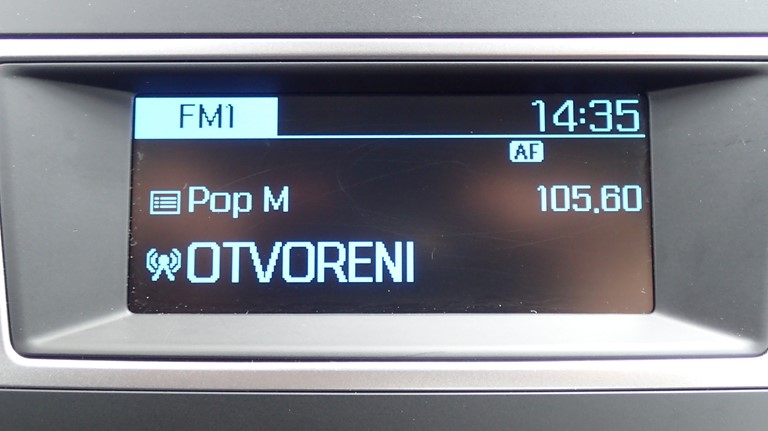 FM1 14:35
AF
Pop M 105.60
OTVORENI